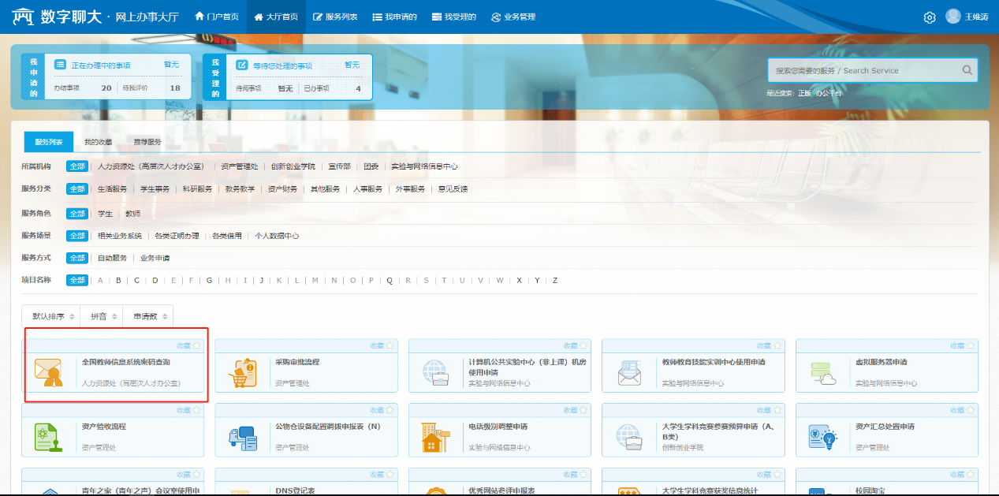 数字聊大 · 网上办事大厅 门户首页 大厅首页 服务列表 我申请的 我受理的 业务管理 王维涛
我申请的 正在办理中的事项 暂无
办结事项 20 待我评价 18
我受理的 等待您处理的事项 暂无
待阅事项 暂无 已办事项 4
搜索您需要的服务 / Search Service
最近搜索：正版 办公平台
服务列表 我的收藏 推荐服务
所属机构 全部 人力资源处（高层次人才办公室） 资产管理处 创新创业学院 宣传部 团委 实验与网络信息中心
服务分类 全部 生活服务 学生事务 科研服务 教务教学 资产财务 其他服务 人事服务 外事服务 意见反馈
服务角色 全部 学生 教师
服务场景 全部 相关业务系统 各类证明办理 各类借用 个人数据中心
服务方式 全部 自助服务 业务申请
项目名称 全部 A B C D E F G H I J K L M N O P Q R S T U V W X Y Z
默认排序 拼音 申请数
收藏 收藏 收藏 收藏 收藏
全国教师信息系统密码查询
人力资源处（高层次人才办公室）
采购审批流程
资产管理处
计算机公共实验中心（非上课）机房
使用申请
实验与网络信息中心
教师教育技能实训中心使用申请
实验与网络信息中心
虚拟服务器申请
实验与网络信息中心
收藏 收藏 收藏 收藏 收藏
资产验收流程
资产管理处
公物仓设备配置调拨申报表（N）
资产管理处
电话级别调整申请
实验与网络信息中心
大学生学科竞赛参赛预算申请（A、
B类）
创新创业学院
资产汇总处置申请
资产管理处
收藏 收藏 收藏 收藏 收藏
青年之家（青年之声）会议室使用申
DNS登记表
优秀网站参评申报表
大学生学科竞赛获奖信息统计
校园淘宝